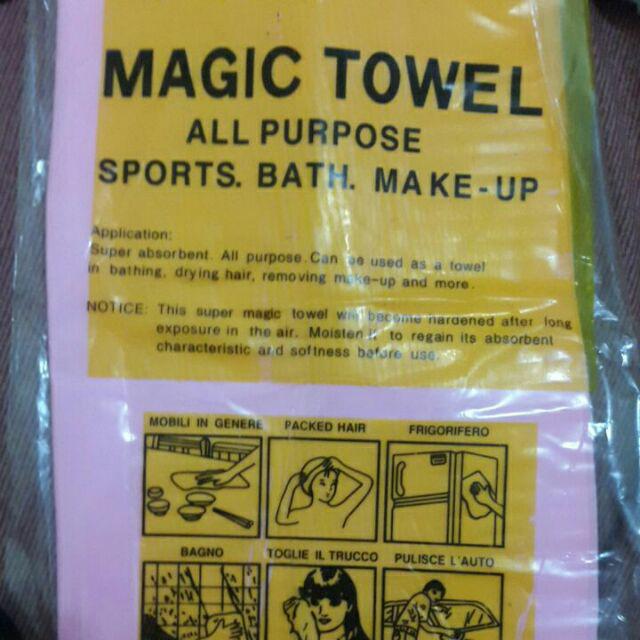 MAGIC TOWEL
ALL PURPOSE
SPORTS. BATH. MAKE-UP
Application:
Super absorbent. All purpose. Can be used as a towel
in bathing, drying hair, removing make-up and more.
NOTICE: This super magic towel will become hardened after long
exposure in the air. Moisten it to regain its absorbent
characteristic and softness before use.
MOBILI IN GENERE PACKED HAIR FRIGORIFERO
BAGNO TOGLIE IL TRUCCO PULISCE L'AUTO